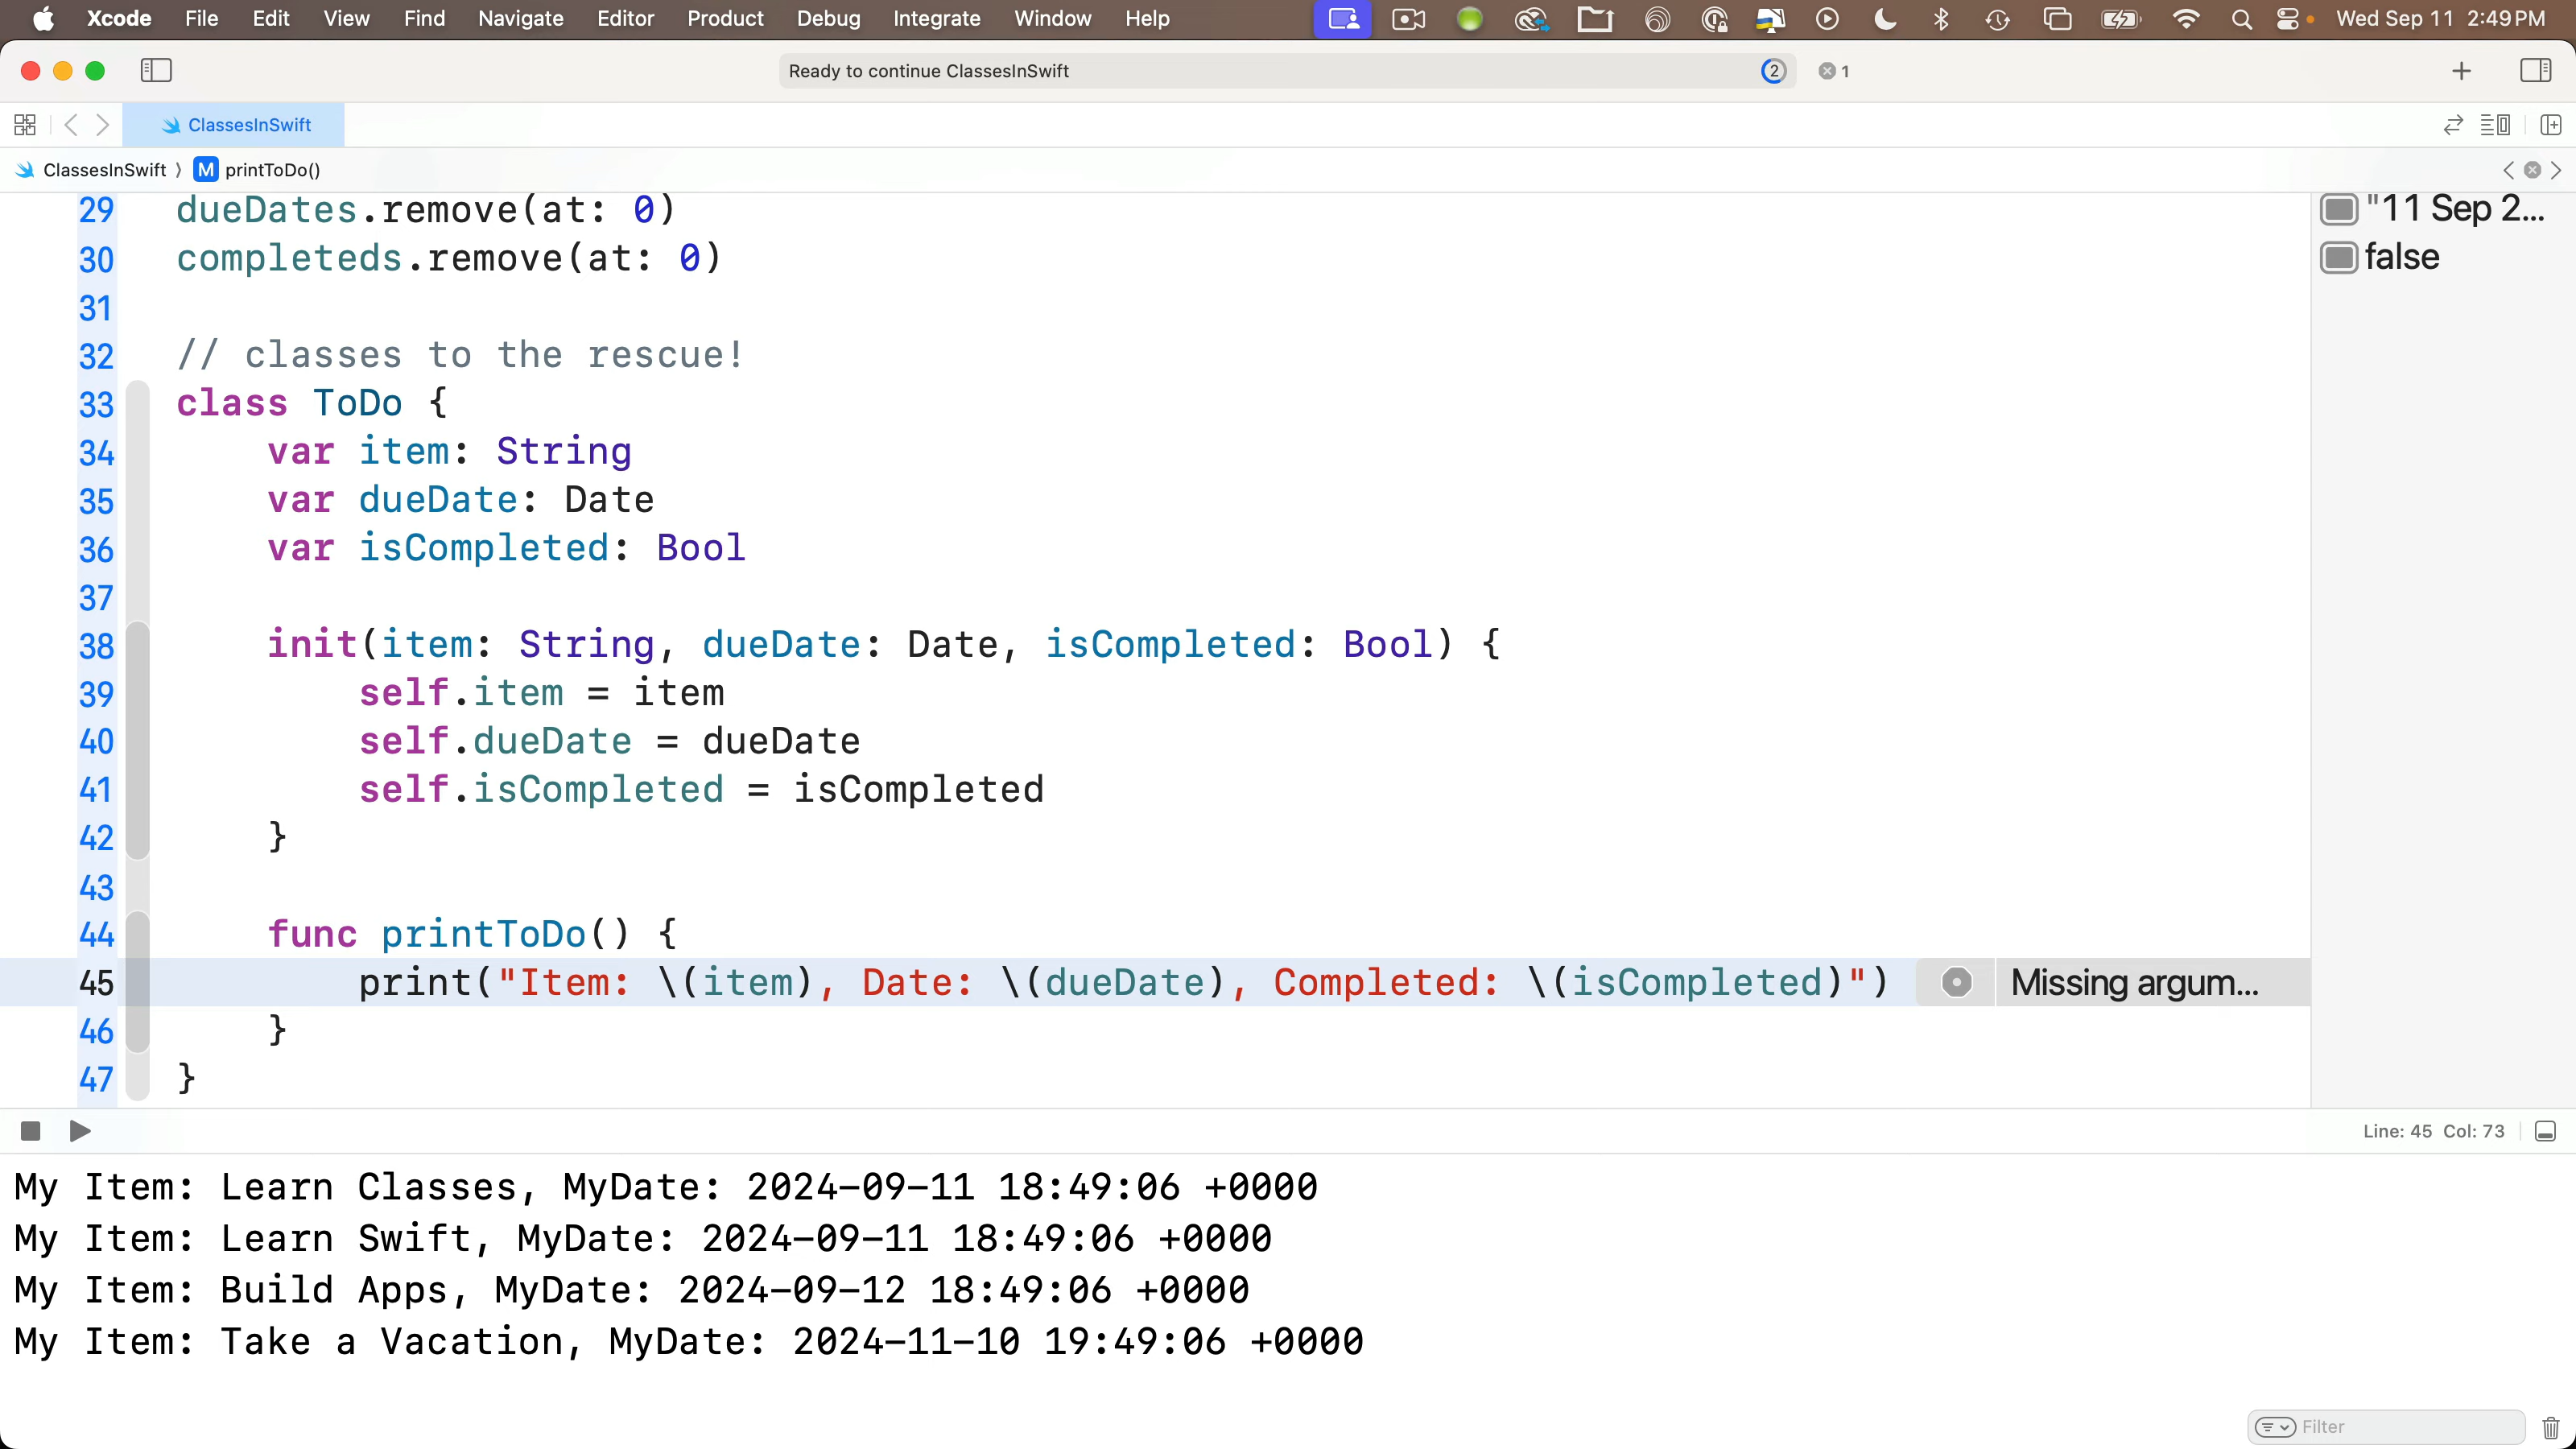 Xcode File Edit View Find Navigate Editor Product Debug Integrate Window Help Wed Sep 11 2:49 PM
Ready to continue ClassesInSwift 2 1
ClassesInSwift
ClassesInSwift M printToDo()
29 dueDates.remove(at: 0) "11 Sep 2...
30 completeds.remove(at: 0) false
31
32 // classes to the rescue!
33 class ToDo {
34 var item: String
35 var dueDate: Date
36 var isCompleted: Bool
37
38 init(item: String, dueDate: Date, isCompleted: Bool) {
39 self.item = item
40 self.dueDate = dueDate
41 self.isCompleted = isCompleted
42 }
43
44 func printToDo() {
45 print("Item: \(item), Date: \(dueDate), Completed: \(isCompleted)") Missing argum...
46 }
47 }
Line: 45 Col: 73
My Item: Learn Classes, MyDate: 2024-09-11 18:49:06 +0000
My Item: Learn Swift, MyDate: 2024-09-11 18:49:06 +0000
My Item: Build Apps, MyDate: 2024-09-12 18:49:06 +0000
My Item: Take a Vacation, MyDate: 2024-11-10 19:49:06 +0000
Filter